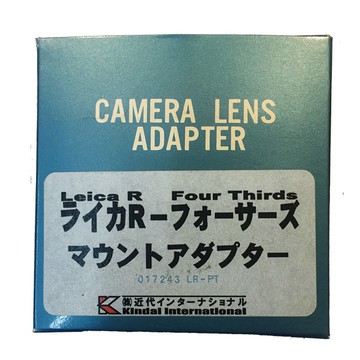 CAMERA LENS
ADAPTER
Leica R Four Thirds
ライカR−フォーサーズ
マウントアダプター
017243 LR-PT
㈱近代インターナショナル
Kindai International